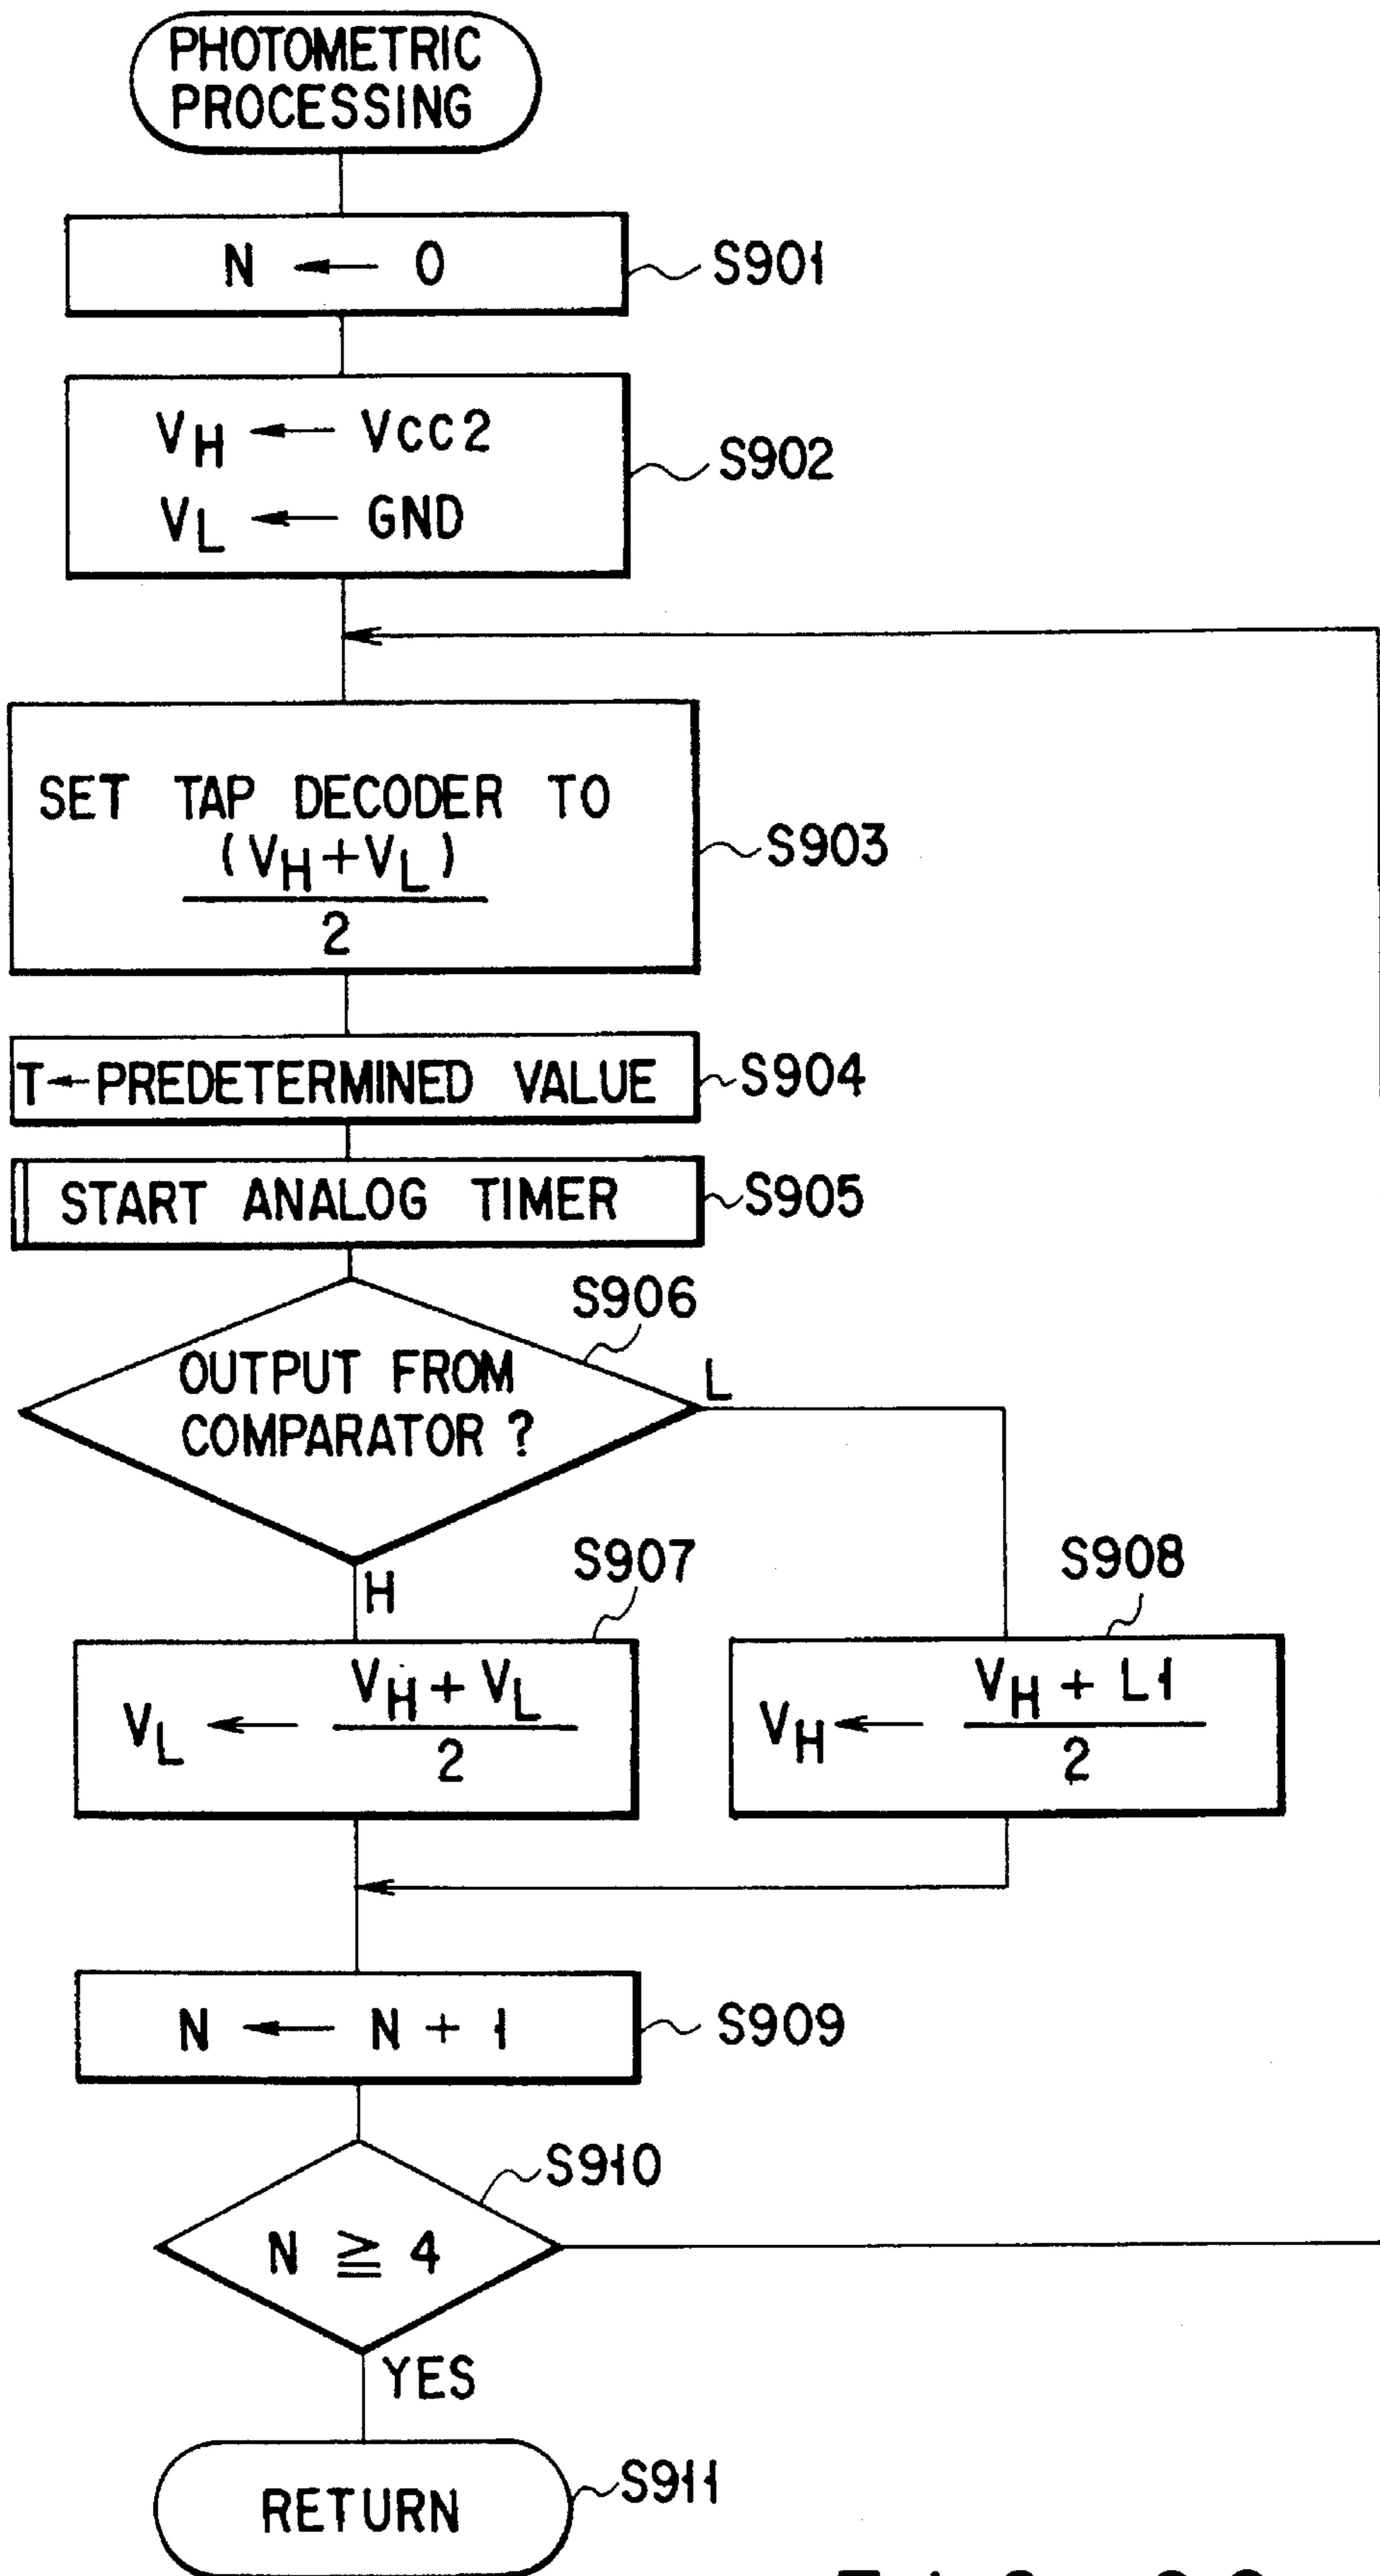 PHOTOMETRIC
PROCESSING
N ← 0
S901
VH ← Vcc2
VL ← GND
S902
SET TAP DECODER TO
(VH+VL)
2
S903
T←PREDETERMINED VALUE
S904
START ANALOG TIMER
S905
S906
OUTPUT FROM
COMPARATOR ?
L
H
S907
VL ← VH + VL
2
S908
VH ← VH + L1
2
N ← N + 1
S909
S910
N ≧ 4
YES
RETURN
S911